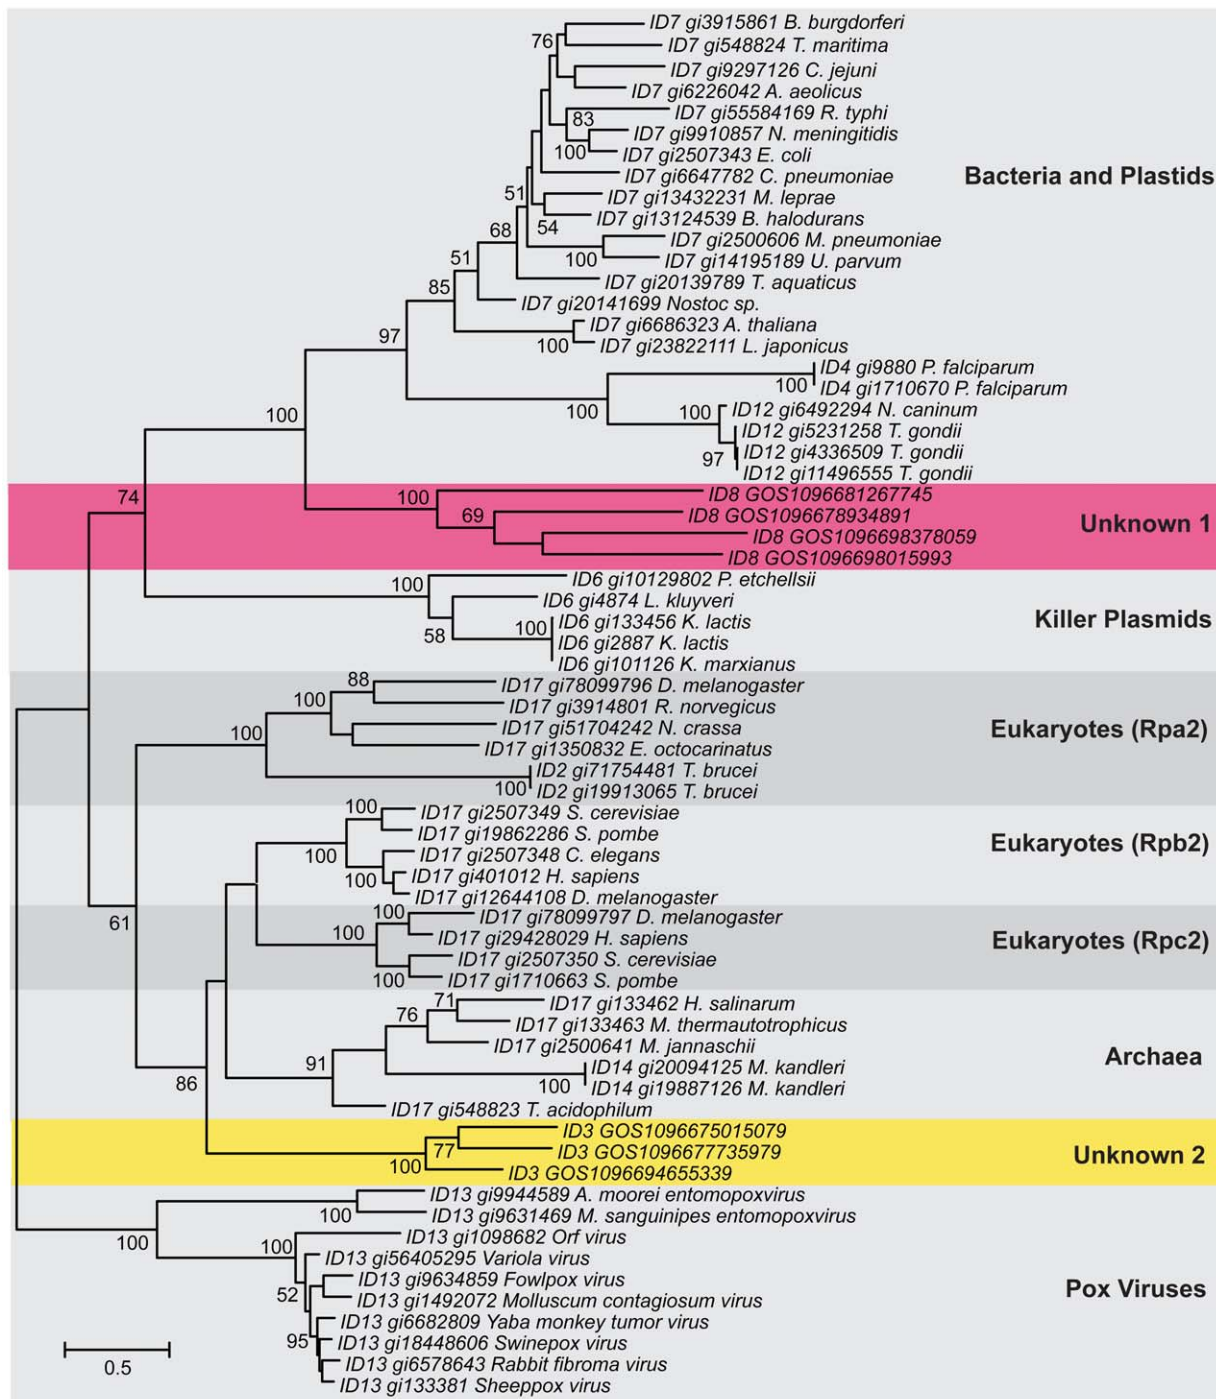 ID7 gi3915861 B. burgdorferi
76
ID7 gi548824 T. maritima
ID7 gi9297126 C. jejuni
ID7 gi6226042 A. aeolicus
ID7 gi55584169 R. typhi
83
ID7 gi9910857 N. meningitidis
100
ID7 gi2507343 E. coli
ID7 gi6647782 C. pneumoniae
Bacteria and Plastids
51
ID7 gi13432231 M. leprae
ID7 gi13124539 B. halodurans
54
68
ID7 gi2500606 M. pneumoniae
100
ID7 gi14195189 U. parvum
51
ID7 gi20139789 T. aquaticus
85
ID7 gi20141699 Nostoc sp.
ID7 gi6686323 A. thaliana
97
100
ID7 gi23822111 L. japonicus
ID4 gi9880 P. falciparum
100
ID4 gi1710670 P. falciparum
100
100
100
ID12 gi6492294 N. caninum
ID12 gi5231258 T. gondii
ID12 gi4336509 T. gondii
97
ID12 gi11496555 T. gondii
74
100
ID8 GOS1096681267745
69
ID8 GOS1096678934891
Unknown 1
ID8 GOS1096698378059
ID8 GOS1096698015993
100
ID6 gi10129802 P. etchellsii
ID6 gi4874 L. kluyveri
58
100
ID6 gi133456 K. lactis
Killer Plasmids
ID6 gi2887 K. lactis
ID6 gi101126 K. marxianus
88
ID17 gi78099796 D. melanogaster
100
ID17 gi3914801 R. norvegicus
100
ID17 gi51704242 N. crassa
Eukaryotes (Rpa2)
ID17 gi1350832 E. octocarinatus
ID2 gi71754481 T. brucei
100
ID2 gi19913065 T. brucei
100
ID17 gi2507349 S. cerevisiae
ID17 gi19862286 S. pombe
100
Eukaryotes (Rpb2)
ID17 gi2507348 C. elegans
100
ID17 gi401012 H. sapiens
ID17 gi12644108 D. melanogaster
61
100
ID17 gi78099797 D. melanogaster
100
ID17 gi29428029 H. sapiens
Eukaryotes (Rpc2)
ID17 gi2507350 S. cerevisiae
100
ID17 gi1710663 S. pombe
71
ID17 gi133462 H. salinarum
76
ID17 gi133463 M. thermautotrophicus
ID17 gi2500641 M. jannaschii
Archaea
86
91
ID14 gi20094125 M. kandleri
100
ID14 gi19887126 M. kandleri
ID17 gi548823 T. acidophilum
ID3 GOS1096675015079
77
ID3 GOS1096677735979
Unknown 2
100
ID3 GOS1096694655339
ID13 gi9944589 A. moorei entomopoxvirus
100
ID13 gi9631469 M. sanguinipes entomopoxvirus
100
100
ID13 gi1098682 Orf virus
ID13 gi56405295 Variola virus
ID13 gi9634859 Fowlpox virus
Pox Viruses
52
ID13 gi1492072 Molluscum contagiosum virus
ID13 gi6682809 Yaba monkey tumor virus
95
ID13 gi18448606 Swinepox virus
0.5
ID13 gi6578643 Rabbit fibroma virus
ID13 gi133381 Sheeppox virus